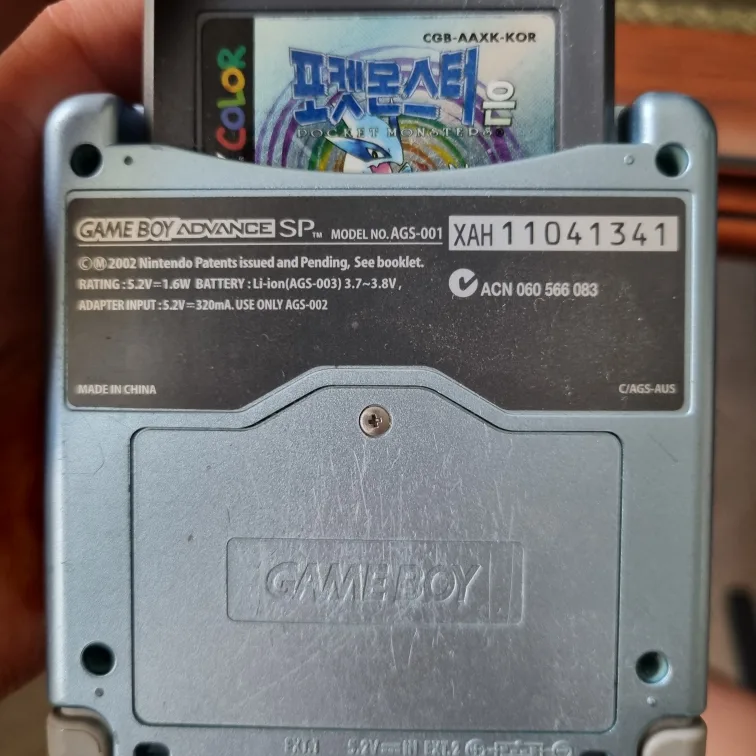 CGB-AAXK-KOR
COLOR
포켓몬스터
은
POCKET MONSTERS
GAME BOY ADVANCE SP™ MODEL NO. AGS-001 XAH11041341
©Ⓜ 2002 Nintendo Patents issued and Pending, See booklet.
RATING : 5.2V⎓1.6W BATTERY : Li-ion(AGS-003) 3.7~3.8V,
ADAPTER INPUT : 5.2V⎓320mA. USE ONLY AGS-002
ACN 060 566 083
MADE IN CHINA
C/AGS-AUS
GAME BOY
EXT.1 5.2V⎓IN EXT.2